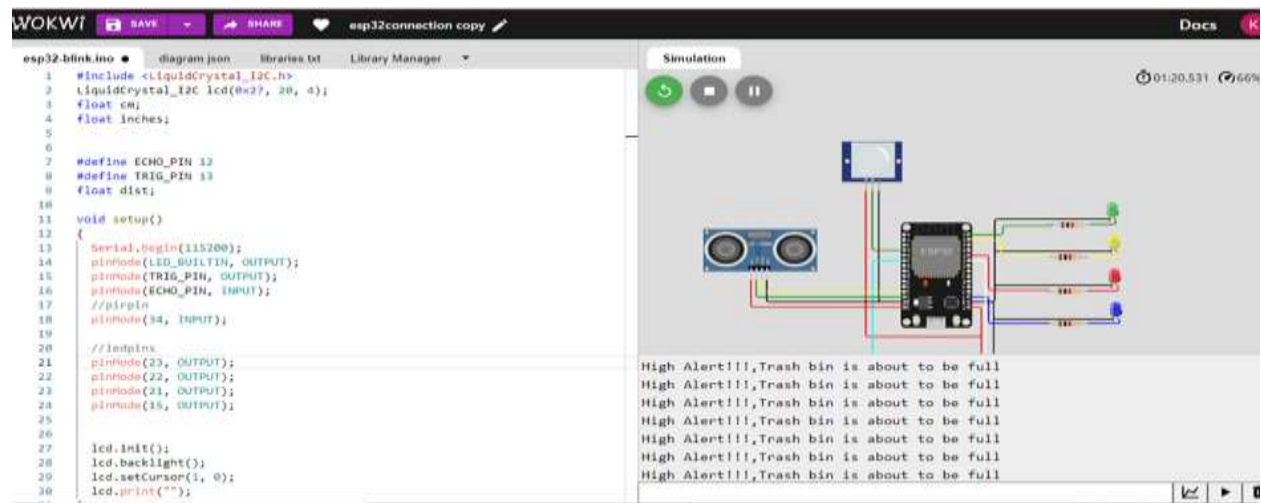 WOKWI SAVE SHARE esp32connection copy Docs K
esp32-blink.ino diagram.json libraries.txt Library Manager
1 #include <LiquidCrystal_I2C.h>
2 LiquidCrystal_I2C lcd(0x27, 20, 4);
3 float cm;
4 float inches;
5
6
7 #define ECHO_PIN 12
8 #define TRIG_PIN 13
9 float dist;
10
11 void setup()
12 {
13 Serial.begin(115200);
14 pinMode(LED_BUILTIN, OUTPUT);
15 pinMode(TRIG_PIN, OUTPUT);
16 pinMode(ECHO_PIN, INPUT);
17 //pirpin
18 pinMode(34, INPUT);
19
20 //ledpins
21 pinMode(23, OUTPUT);
22 pinMode(22, OUTPUT);
23 pinMode(21, OUTPUT);
24 pinMode(15, OUTPUT);
25
26
27 lcd.init();
28 lcd.backlight();
29 lcd.setCursor(1, 0);
30 lcd.print("");
Simulation
01:20.531 66%
ESP32
High Alert!!!,Trash bin is about to be full
High Alert!!!,Trash bin is about to be full
High Alert!!!,Trash bin is about to be full
High Alert!!!,Trash bin is about to be full
High Alert!!!,Trash bin is about to be full
High Alert!!!,Trash bin is about to be full
High Alert!!!,Trash bin is about to be full